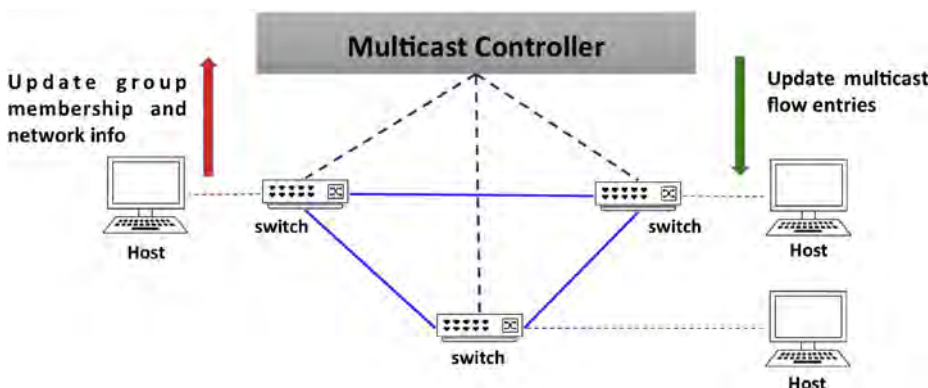 Multicast Controller
Update group
membership and
network info
Update multicast
flow entries
switch
switch
Host
Host
switch
Host